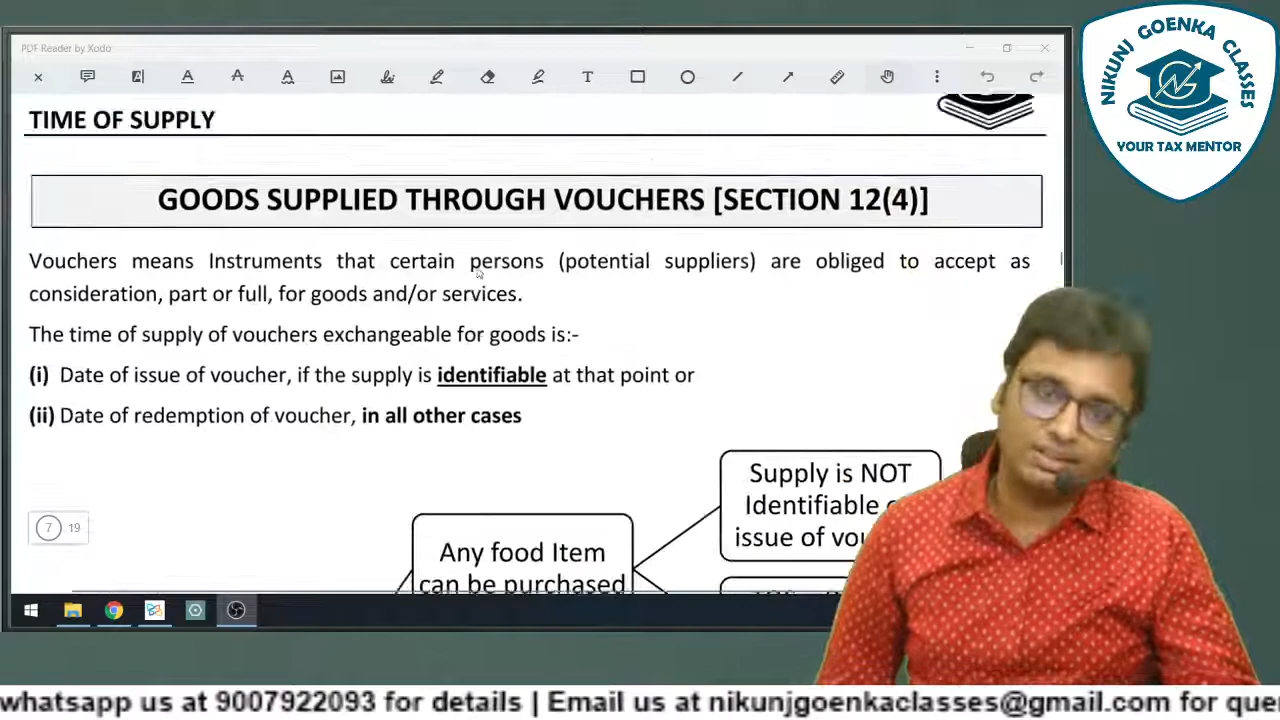 PDF Reader by Xodo
TIME OF SUPPLY
GOODS SUPPLIED THROUGH VOUCHERS [SECTION 12(4)]
Vouchers means Instruments that certain persons (potential suppliers) are obliged to accept as
consideration, part or full, for goods and/or services.
The time of supply of vouchers exchangeable for goods is:-
(i) Date of issue of voucher, if the supply is identifiable at that point or
(ii) Date of redemption of voucher, in all other cases
Supply is NOT
Identifiable
issue of
7 19
Any food Item
can be purchased
NIKUNJ GOENKA CLASSES
YOUR TAX MENTOR
whatsapp us at 9007922093 for details | Email us at nikunjgoenkaclasses@gmail.com for